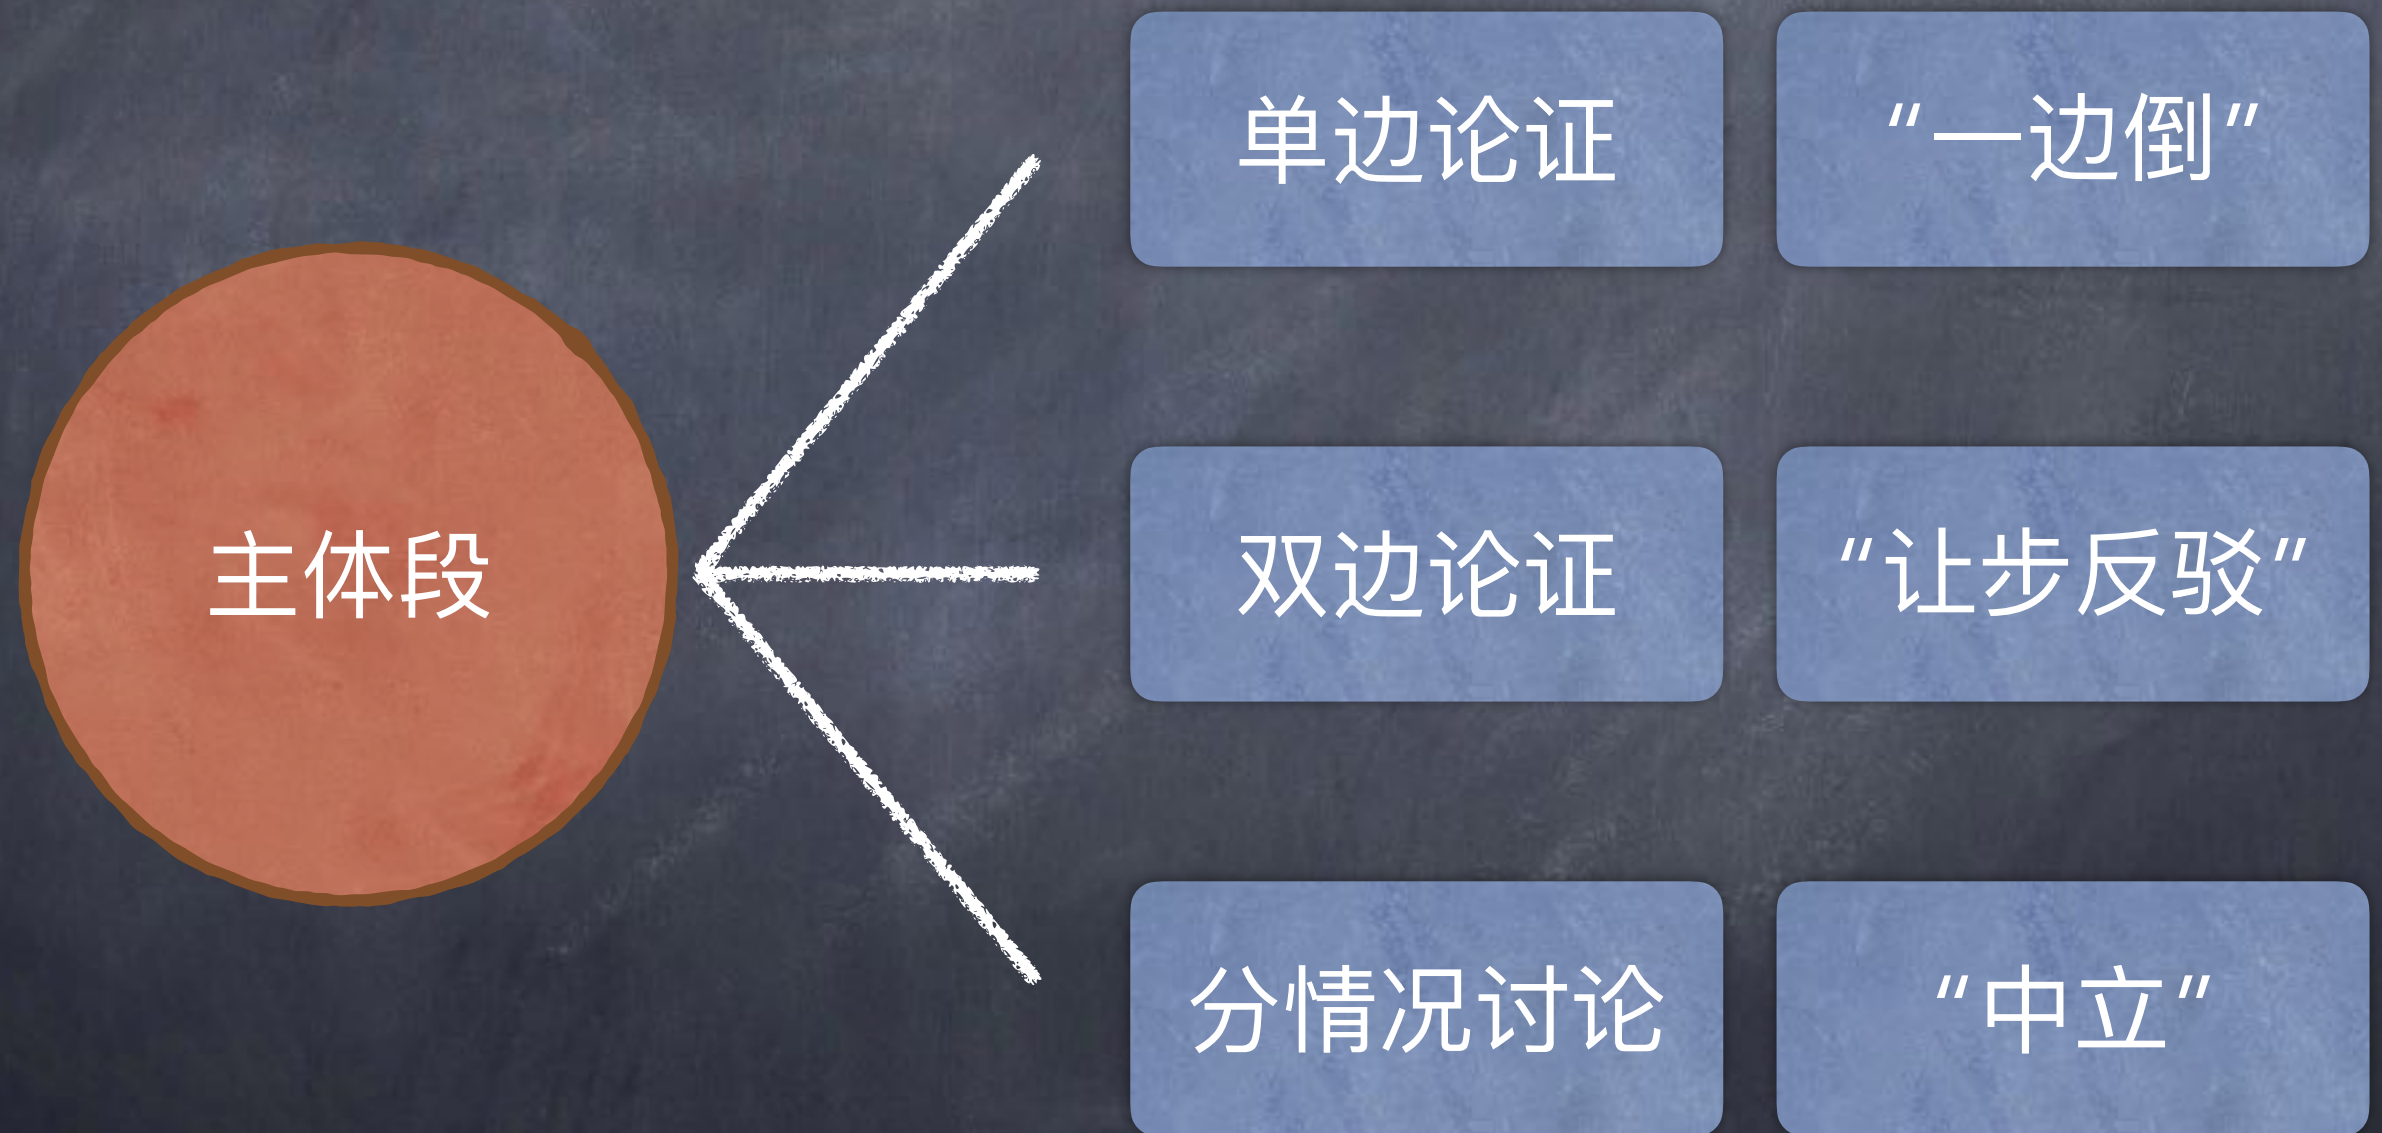 主体段
单边论证
“一边倒”
双边论证
“让步反驳”
分情况讨论
“中立”